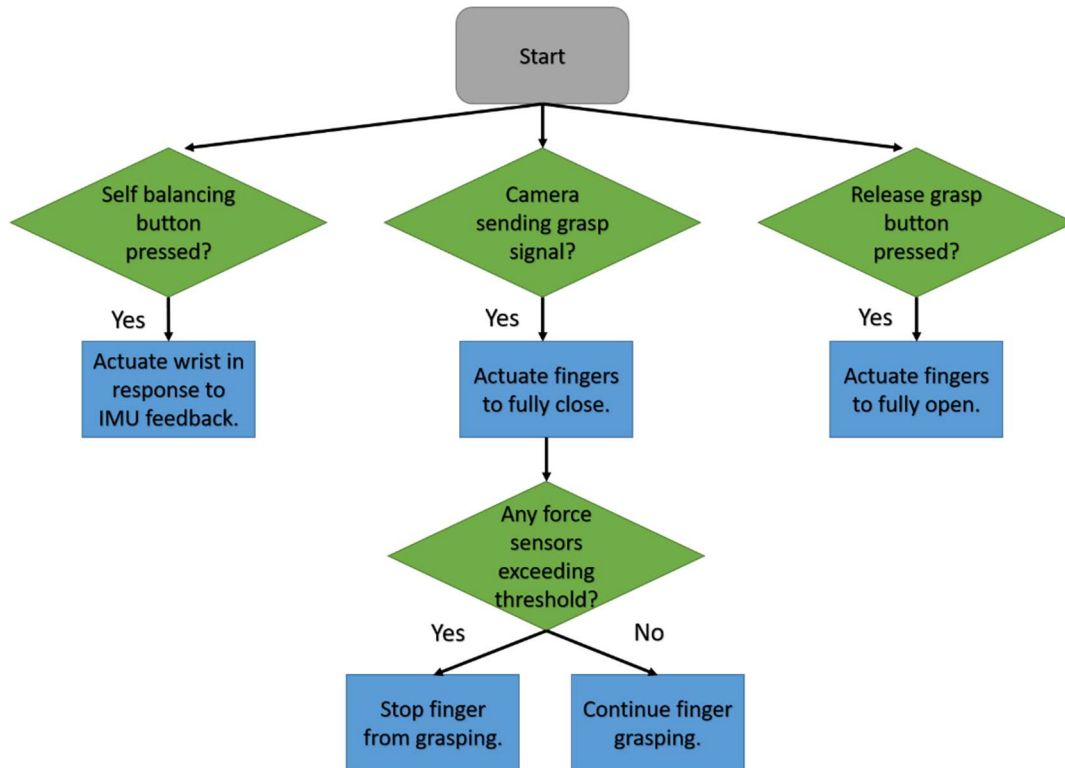 Start
Self balancing
button
pressed?
Camera
sending grasp
signal?
Release grasp
button
pressed?
Yes
Yes
Yes
Actuate wrist in
response to
IMU feedback.
Actuate fingers
to fully close.
Actuate fingers
to fully open.
Any force
sensors
exceeding
threshold?
Yes
No
Stop finger
from grasping.
Continue finger
grasping.